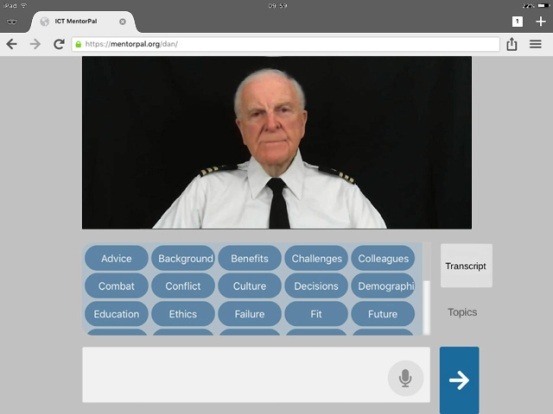 iPad 09:59 22%
ICT MentorPal 1
https://mentorpal.org/dan/
Advice Background Benefits Challenges Colleagues
Transcript
Combat Conflict Culture Decisions Demographi
Education Ethics Failure Fit Future
Topics